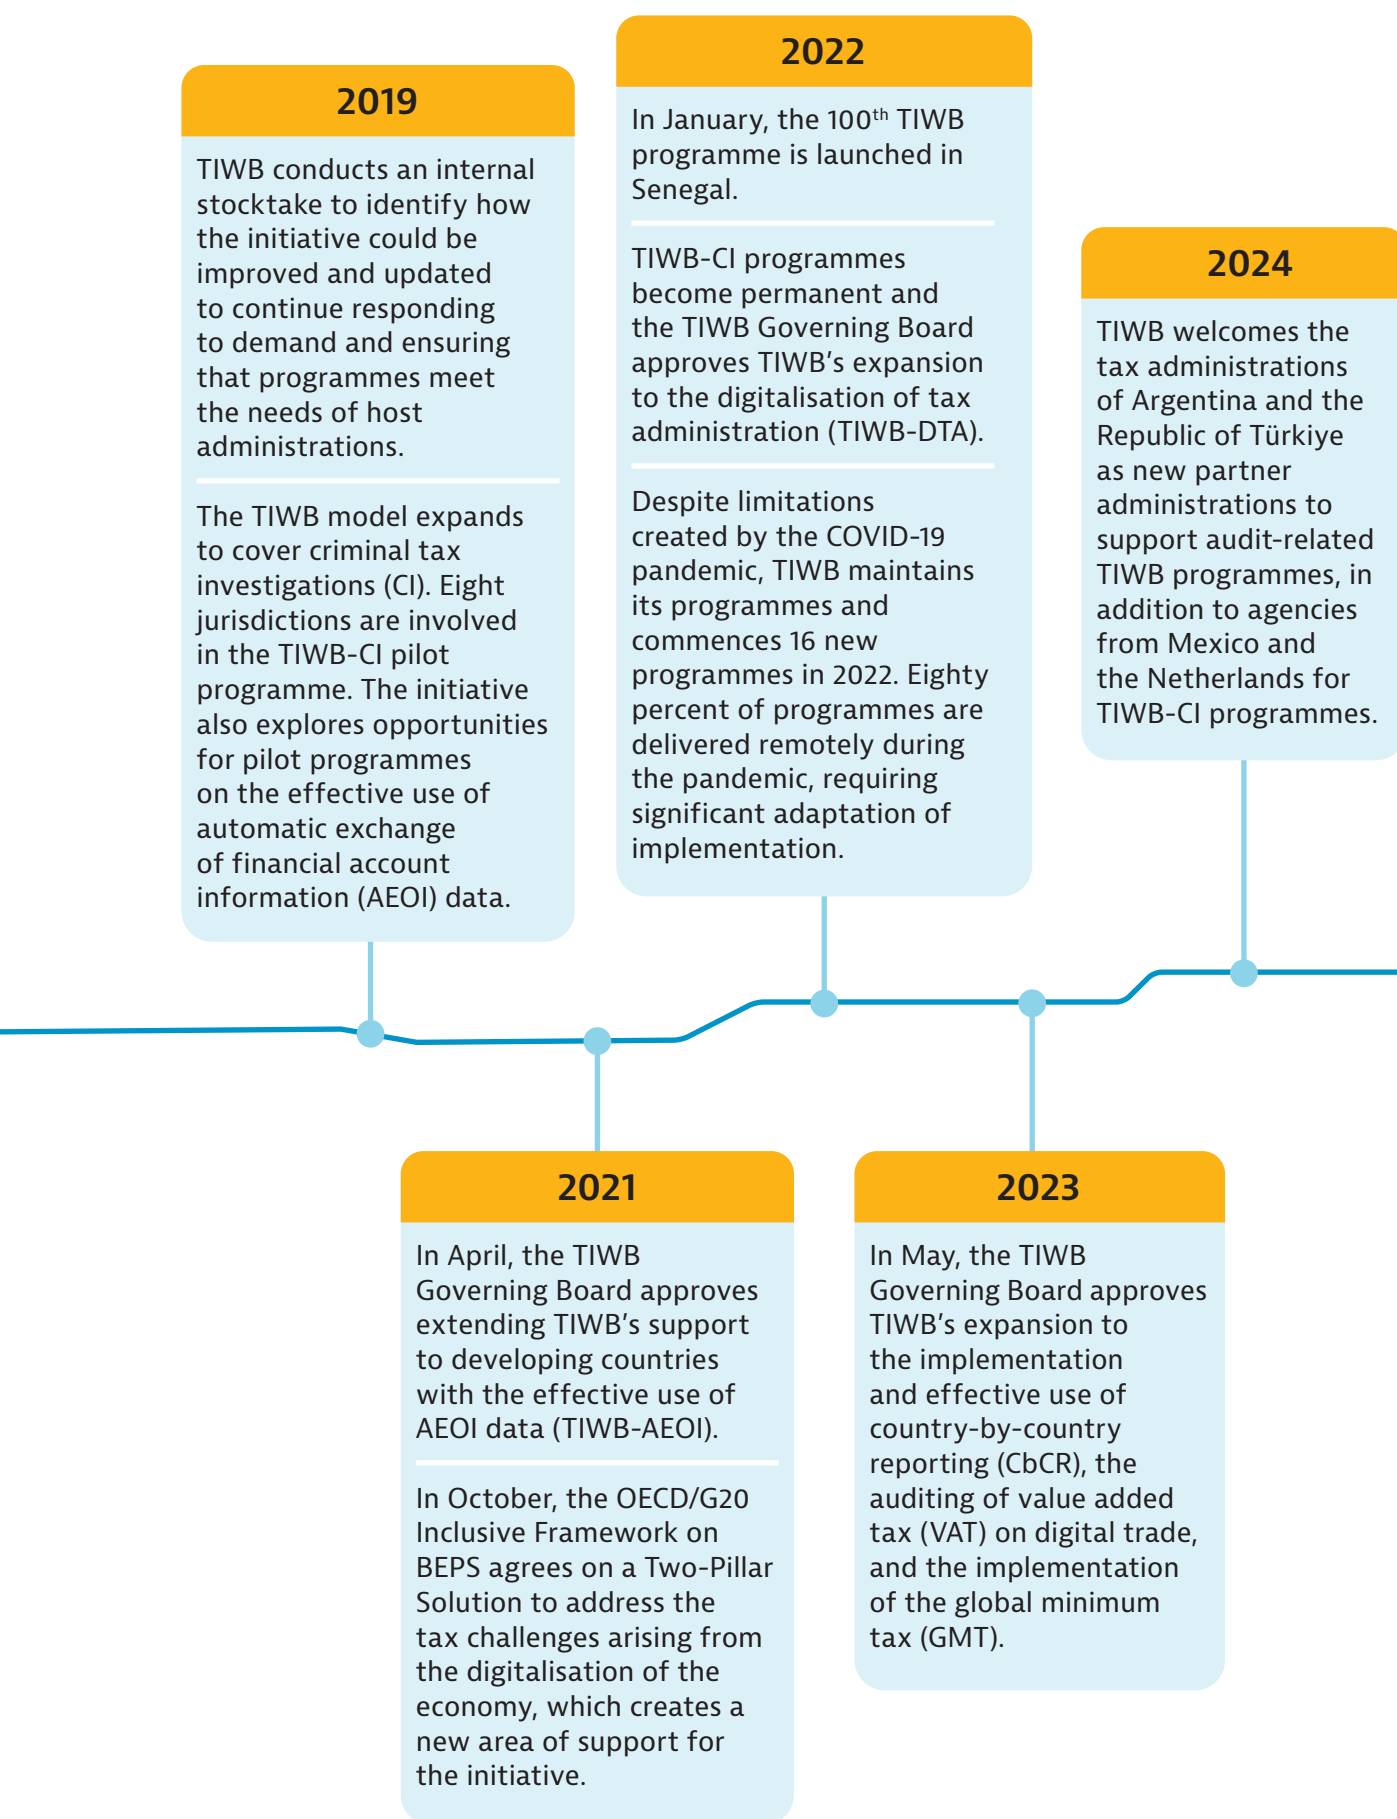 2019
TIWB conducts an internal
stocktake to identify how
the initiative could be
improved and updated
to continue responding
to demand and ensuring
that programmes meet
the needs of host
administrations.
The TIWB model expands
to cover criminal tax
investigations (CI). Eight
jurisdictions are involved
in the TIWB-CI pilot
programme. The initiative
also explores opportunities
for pilot programmes
on the effective use of
automatic exchange
of financial account
information (AEOI) data.
2021
In April, the TIWB
Governing Board approves
extending TIWB’s support
to developing countries
with the effective use of
AEOI data (TIWB-AEOI).
In October, the OECD/G20
Inclusive Framework on
BEPS agrees on a Two-Pillar
Solution to address the
tax challenges arising from
the digitalisation of the
economy, which creates a
new area of support for
the initiative.
2022
In January, the 100th TIWB
programme is launched in
Senegal.
TIWB-CI programmes
become permanent and
the TIWB Governing Board
approves TIWB’s expansion
to the digitalisation of tax
administration (TIWB-DTA).
Despite limitations
created by the COVID-19
pandemic, TIWB maintains
its programmes and
commences 16 new
programmes in 2022. Eighty
percent of programmes are
delivered remotely during
the pandemic, requiring
significant adaptation of
implementation.
2023
In May, the TIWB
Governing Board approves
TIWB’s expansion to
the implementation
and effective use of
country-by-country
reporting (CbCR), the
auditing of value added
tax (VAT) on digital trade,
and the implementation
of the global minimum
tax (GMT).
2024
TIWB welcomes the
tax administrations
of Argentina and the
Republic of Türkiye
as new partner
administrations to
support audit-related
TIWB programmes, in
addition to agencies
from Mexico and
the Netherlands for
TIWB-CI programmes.